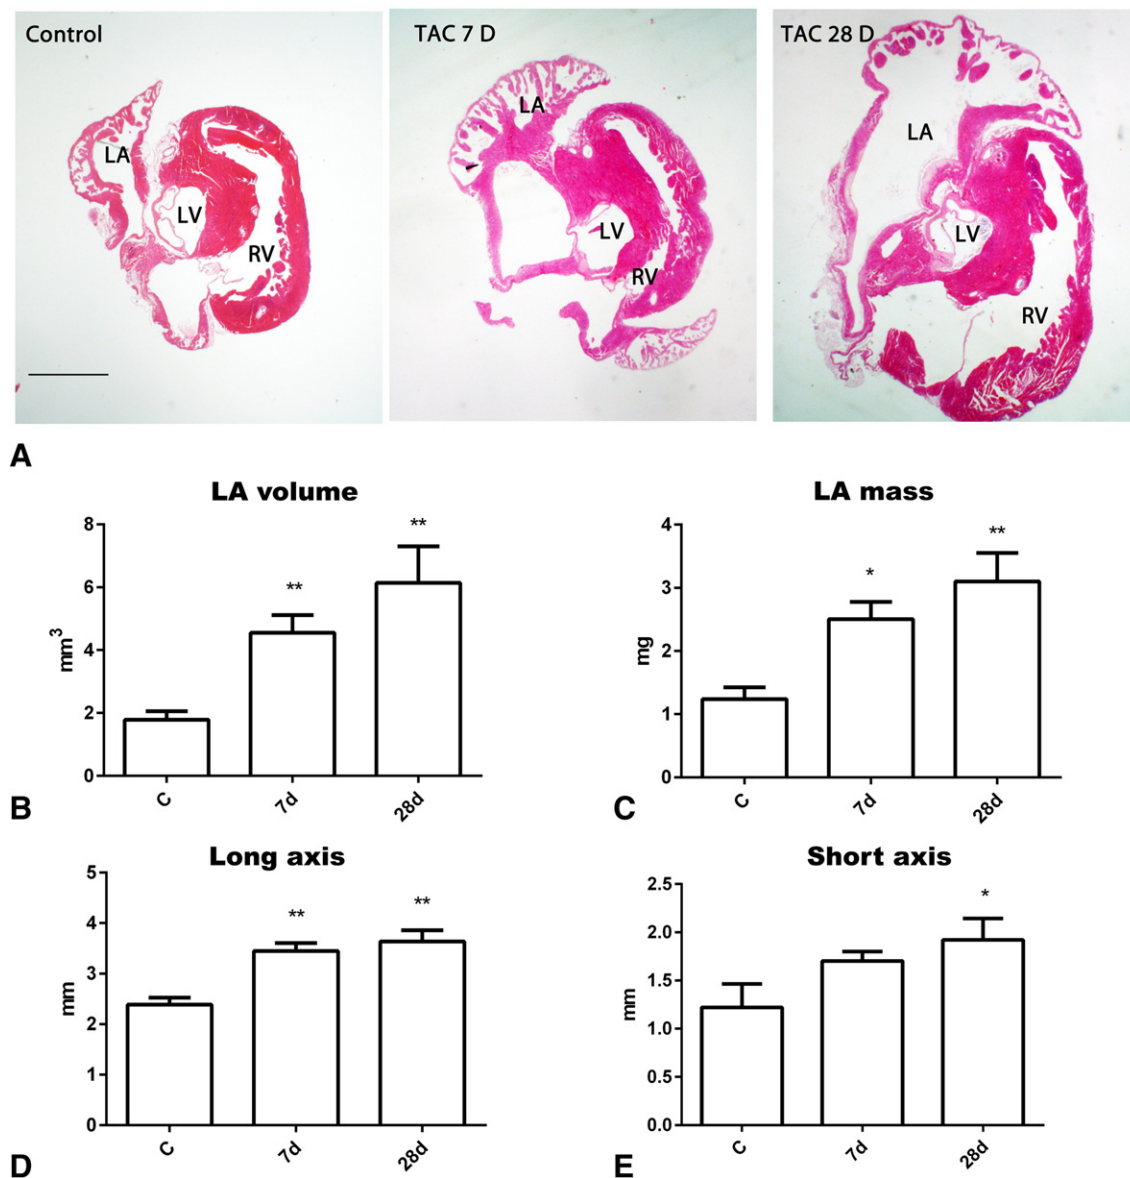 Control
TAC 7 D
TAC 28 D
LA
LV
RV
LA
LV
RV
LA
LV
RV
A
LA volume
mm3
8
6
4
2
0
**
**
C
7d
28d
B
LA mass
mg
4
3
2
1
0
*
**
C
7d
28d
C
Long axis
mm
5
4
3
2
1
0
**
**
C
7d
28d
D
Short axis
mm
2.5
2.0
1.5
1.0
0.5
0.0
*
C
7d
28d
E